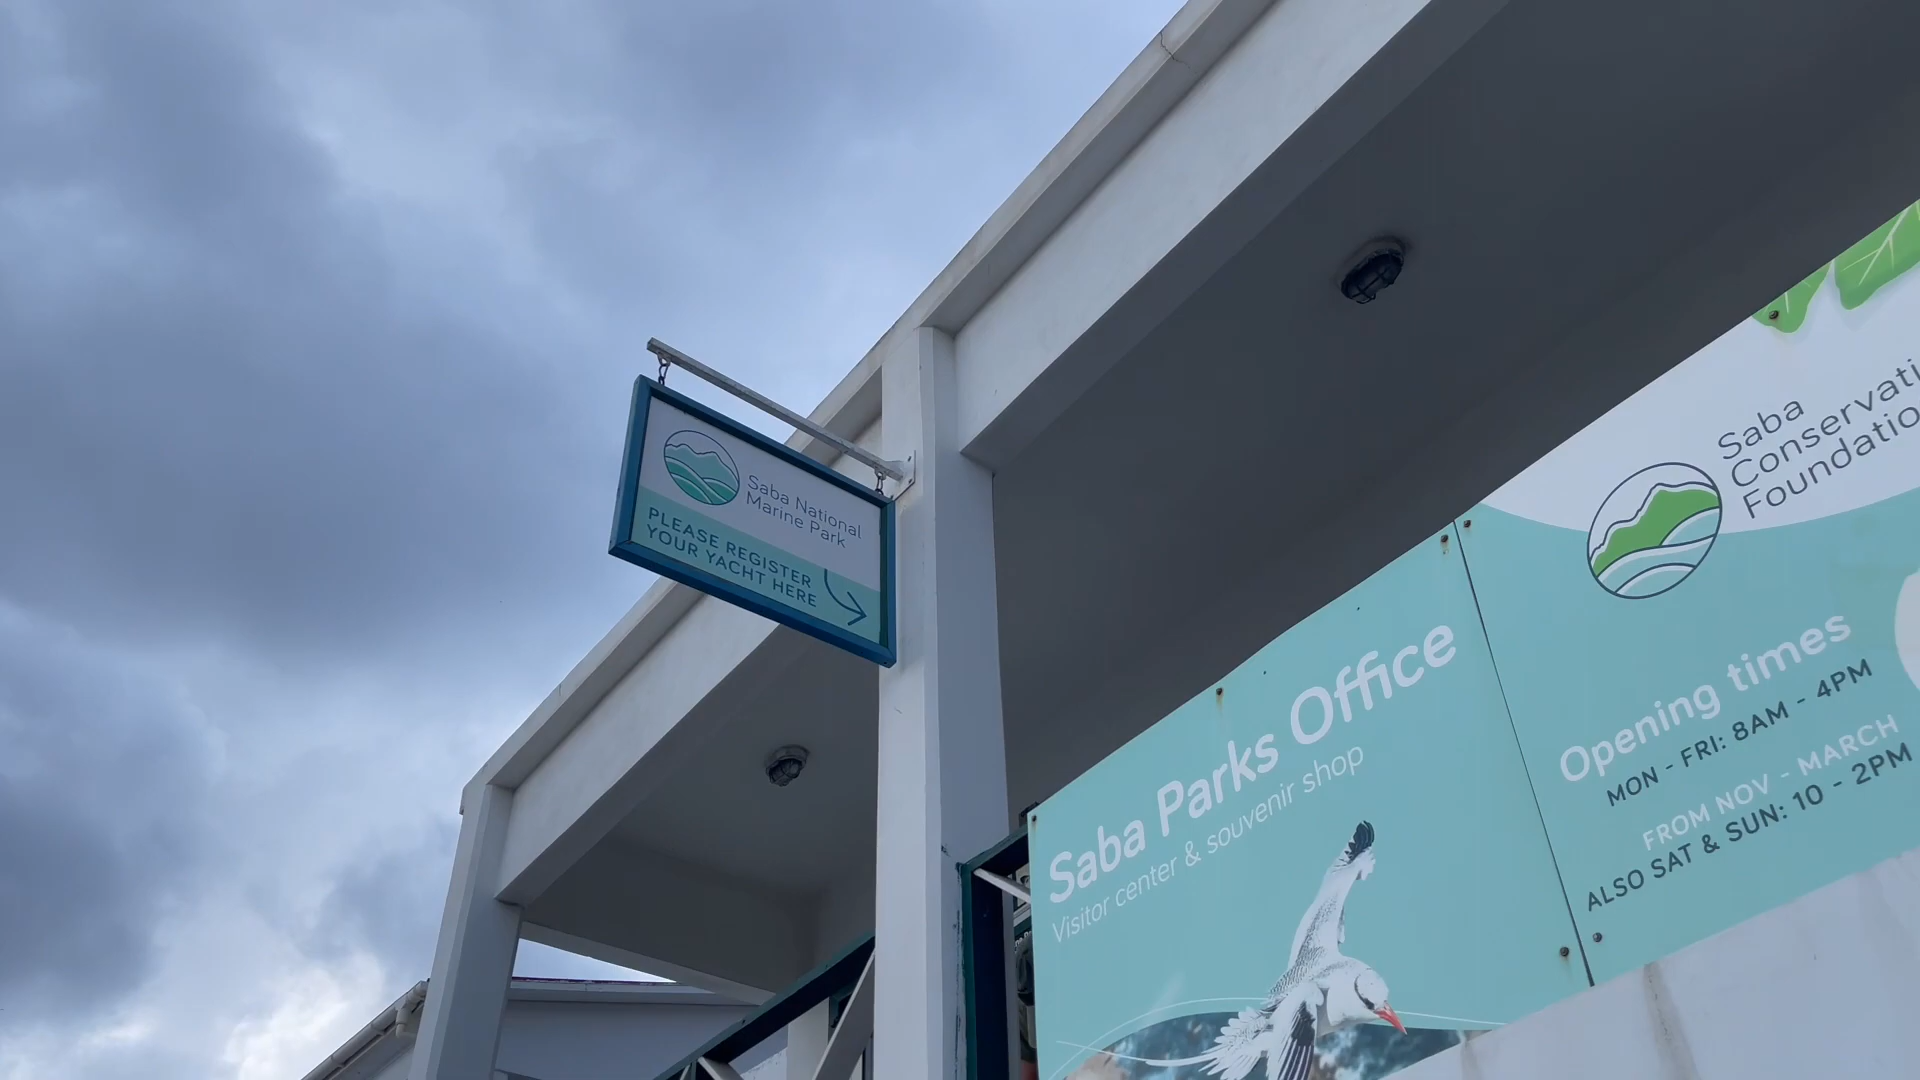 Saba National
Marine Park
PLEASE REGISTER
YOUR YACHT HERE
Saba Parks Office
Visitor center & souvenir shop
Saba
Conservati
Foundatio
Opening times
MON - FRI: 8AM - 4PM
FROM NOV - MARCH
ALSO SAT & SUN: 10 - 2PM